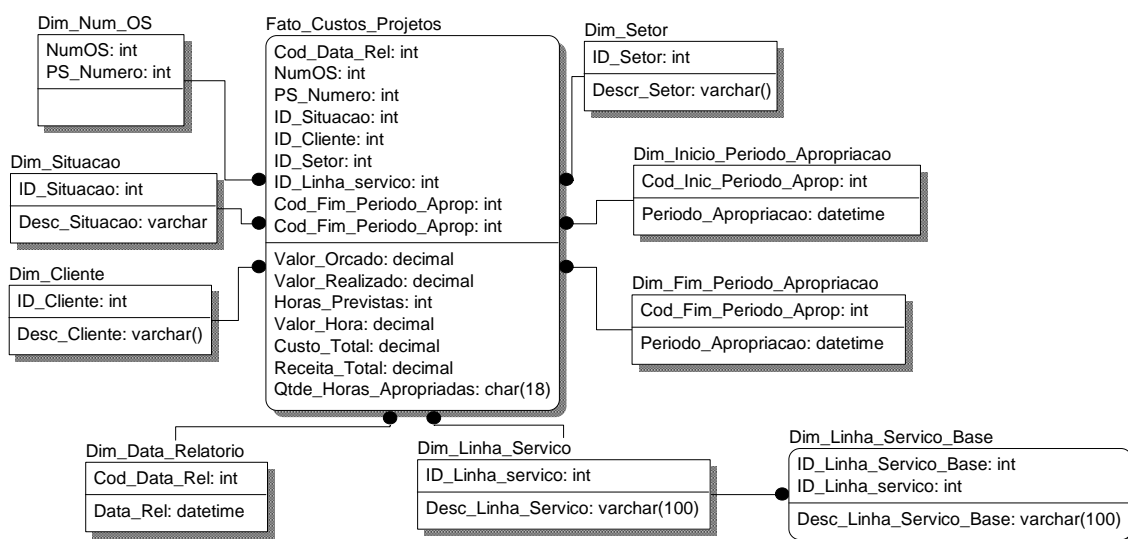 Dim_Num_OS
NumOS: int
PS_Numero: int
Dim_Situacao
ID_Situacao: int
Desc_Situacao: varchar
Dim_Cliente
ID_Cliente: int
Desc_Cliente: varchar()
Fato_Custos_Projetos
Cod_Data_Rel: int
NumOS: int
PS_Numero: int
ID_Situacao: int
ID_Cliente: int
ID_Setor: int
ID_Linha_servico: int
Cod_Fim_Periodo_Aprop: int
Cod_Fim_Periodo_Aprop: int
Valor_Orcado: decimal
Valor_Realizado: decimal
Horas_Previstas: int
Valor_Hora: decimal
Custo_Total: decimal
Receita_Total: decimal
Qtde_Horas_Apropriadas: char(18)
Dim_Setor
ID_Setor: int
Descr_Setor: varchar()
Dim_Inicio_Periodo_Apropriacao
Cod_Inic_Periodo_Aprop: int
Periodo_Apropriacao: datetime
Dim_Fim_Periodo_Apropriacao
Cod_Fim_Periodo_Aprop: int
Periodo_Apropriacao: datetime
Dim_Data_Relatorio
Cod_Data_Rel: int
Data_Rel: datetime
Dim_Linha_Servico
ID_Linha_servico: int
Desc_Linha_Servico: varchar(100)
Dim_Linha_Servico_Base
ID_Linha_Servico_Base: int
ID_Linha_servico: int
Desc_Linha_Servico_Base: varchar(100)